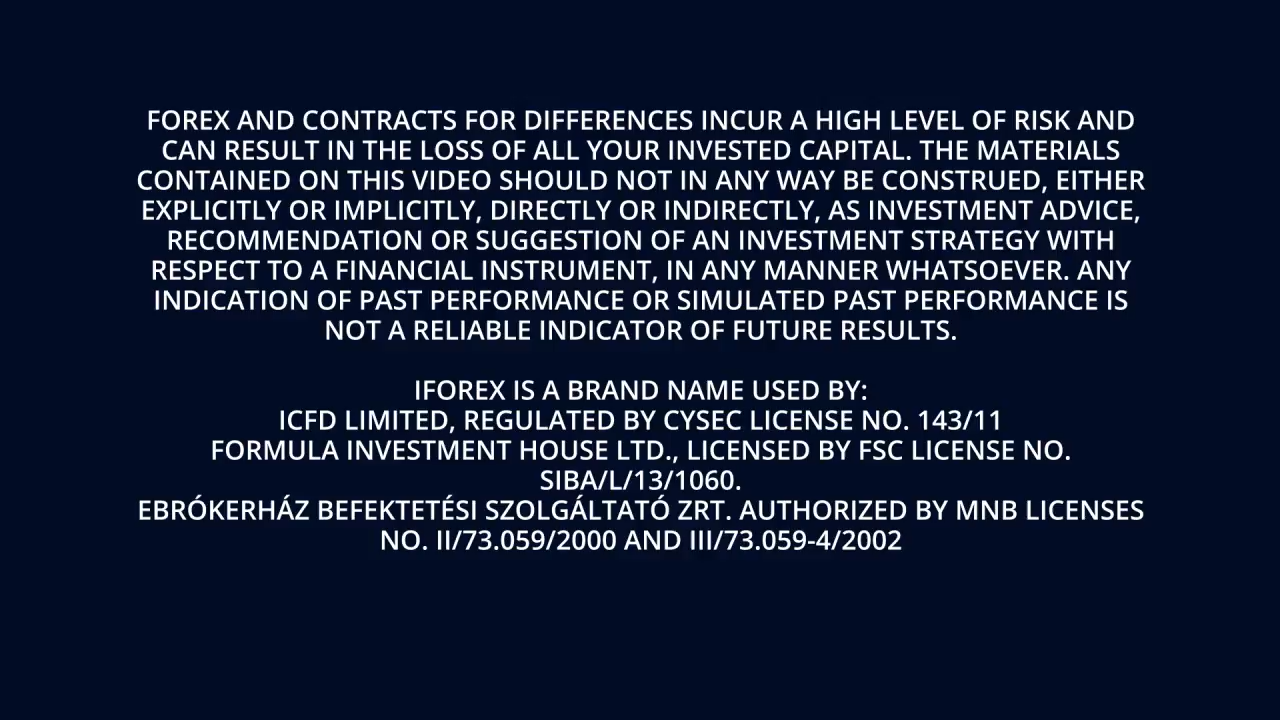 FOREX AND CONTRACTS FOR DIFFERENCES INCUR A HIGH LEVEL OF RISK AND
CAN RESULT IN THE LOSS OF ALL YOUR INVESTED CAPITAL. THE MATERIALS
CONTAINED ON THIS VIDEO SHOULD NOT IN ANY WAY BE CONSTRUED, EITHER
EXPLICITLY OR IMPLICITLY, DIRECTLY OR INDIRECTLY, AS INVESTMENT ADVICE,
RECOMMENDATION OR SUGGESTION OF AN INVESTMENT STRATEGY WITH
RESPECT TO A FINANCIAL INSTRUMENT, IN ANY MANNER WHATSOEVER. ANY
INDICATION OF PAST PERFORMANCE OR SIMULATED PAST PERFORMANCE IS
NOT A RELIABLE INDICATOR OF FUTURE RESULTS.
IFOREX IS A BRAND NAME USED BY:
ICFD LIMITED, REGULATED BY CYSEC LICENSE NO. 143/11
FORMULA INVESTMENT HOUSE LTD., LICENSED BY FSC LICENSE NO.
SIBA/L/13/1060.
EBRÓKERHÁZ BEFEKTETÉSI SZOLGÁLTATÓ ZRT. AUTHORIZED BY MNB LICENSES
NO. II/73.059/2000 AND III/73.059-4/2002